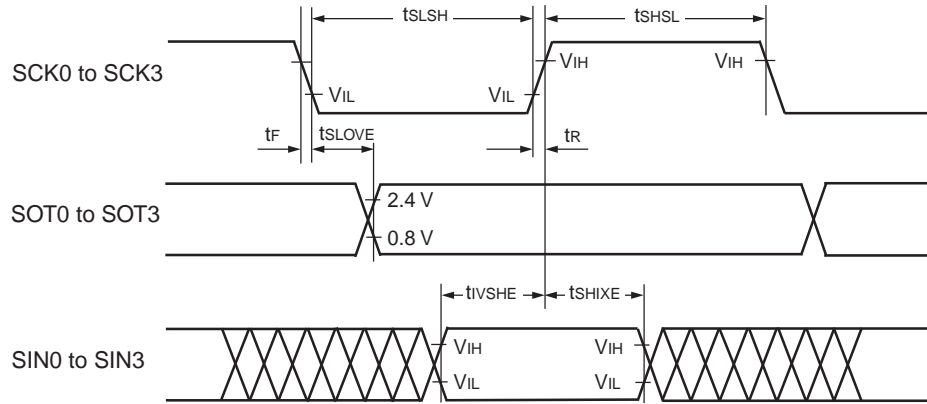 tSLSH tSHSL
SCK0 to SCK3
VIH VIH
VIL VIL
tF tSLOVE tR
SOT0 to SOT3
2.4 V
0.8 V
tIVSHE tSHIXE
SIN0 to SIN3
VIH VIH
VIL VIL